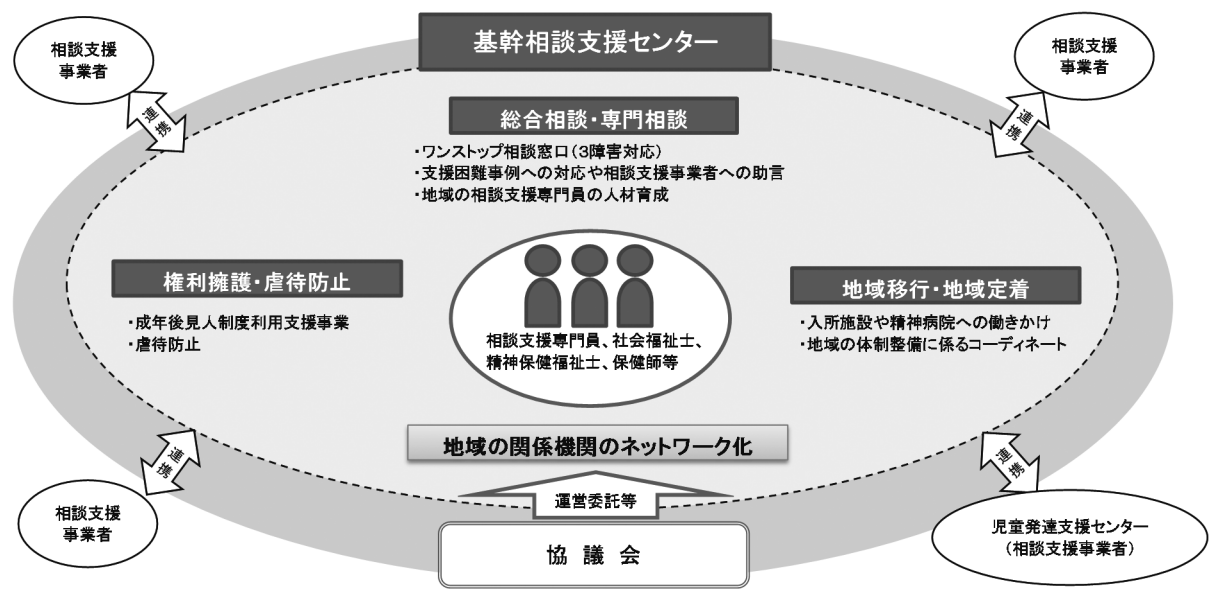 基幹相談支援センター
相談支援
事業者
連携
相談支援
事業者
連携
総合相談・専門相談
・ワンストップ相談窓口（３障害対応）
・支援困難事例への対応や相談支援事業者への助言
・地域の相談支援専門員の人材育成
権利擁護・虐待防止
・成年後見人制度利用支援事業
・虐待防止
相談支援専門員、社会福祉士、
精神保健福祉士、保健師等
地域移行・地域定着
・入所施設や精神病院への働きかけ
・地域の体制整備に係るコーディネート
地域の関係機関のネットワーク化
連携
相談支援
事業者
連携
児童発達支援センター
（相談支援事業者）
運営委託等
協 議 会